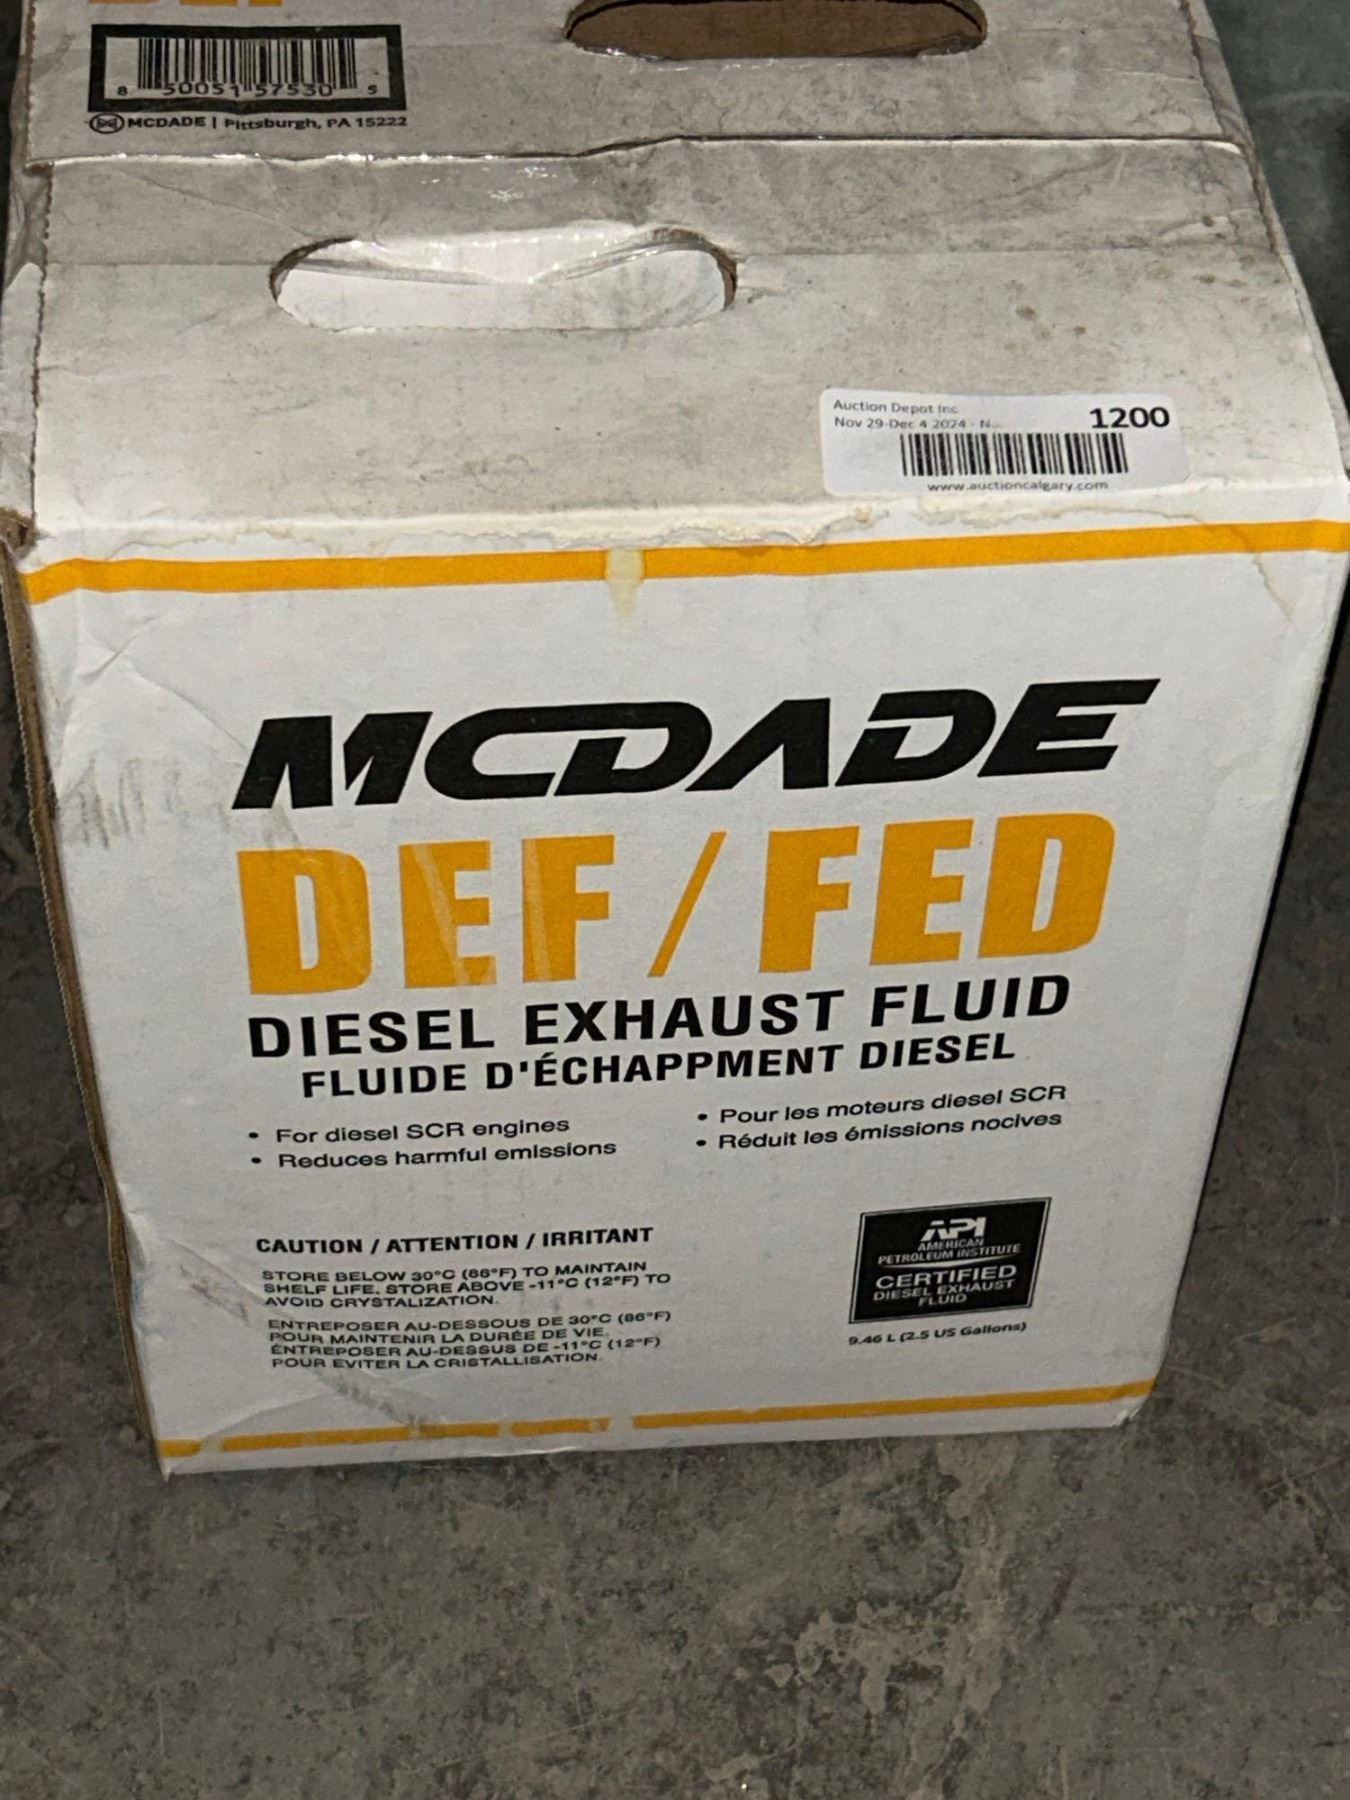 8 50051 57530 5
MCDADE | Pittsburgh, PA 15222
Auction Depot Inc
1200
Nov 29-Dec 4 2024 - N...
www.auctioncalgary.com
MCDADE
DEF/FED
DIESEL EXHAUST FLUID
FLUIDE D'ÉCHAPPMENT DIESEL
• For diesel SCR engines
• Reduces harmful emissions
• Pour les moteurs diesel SCR
• Réduit les émissions nocives
CAUTION / ATTENTION / IRRITANT
STORE BELOW 30°C (86°F) TO MAINTAIN
SHELF LIFE. STORE ABOVE -11°C (12°F) TO
AVOID CRYSTALIZATION.
ENTREPOSER AU-DESSOUS DE 30°C (86°F)
POUR MAINTENIR LA DURÉE DE VIE.
ENTREPOSER AU-DESSUS DE -11°C (12°F)
POUR EVITER LA CRISTALLISATION.
API
AMERICAN
PETROLEUM INSTITUTE
CERTIFIED
DIESEL EXHAUST
FLUID
9.46 L (2.5 US Gallons)